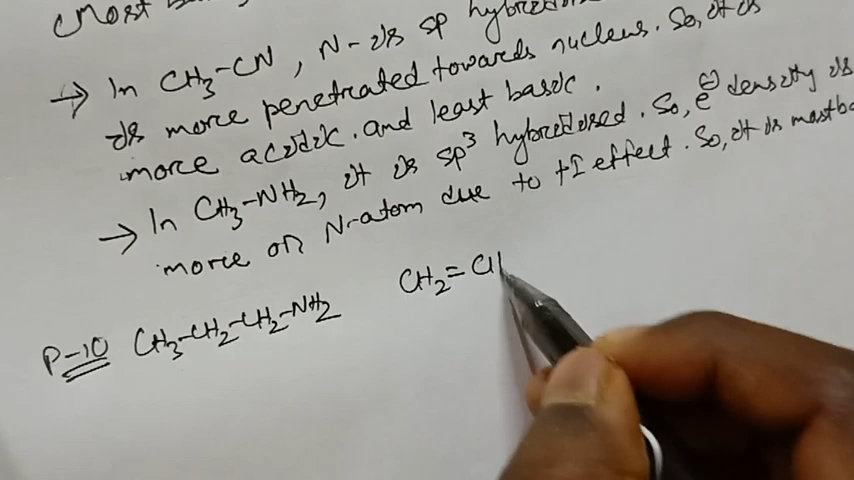 Most
→ In CH3-CN, N- is sp
is more penetrated towards nucleus. So, it is
more acidic. and least basic.
→ In CH3-NH2, it is sp3 hybridised. So, e(-) density is
more on N-atom due to +I effect. So, it is most
P-10 CH3-CH2-CH2-NH2 CH2=CH